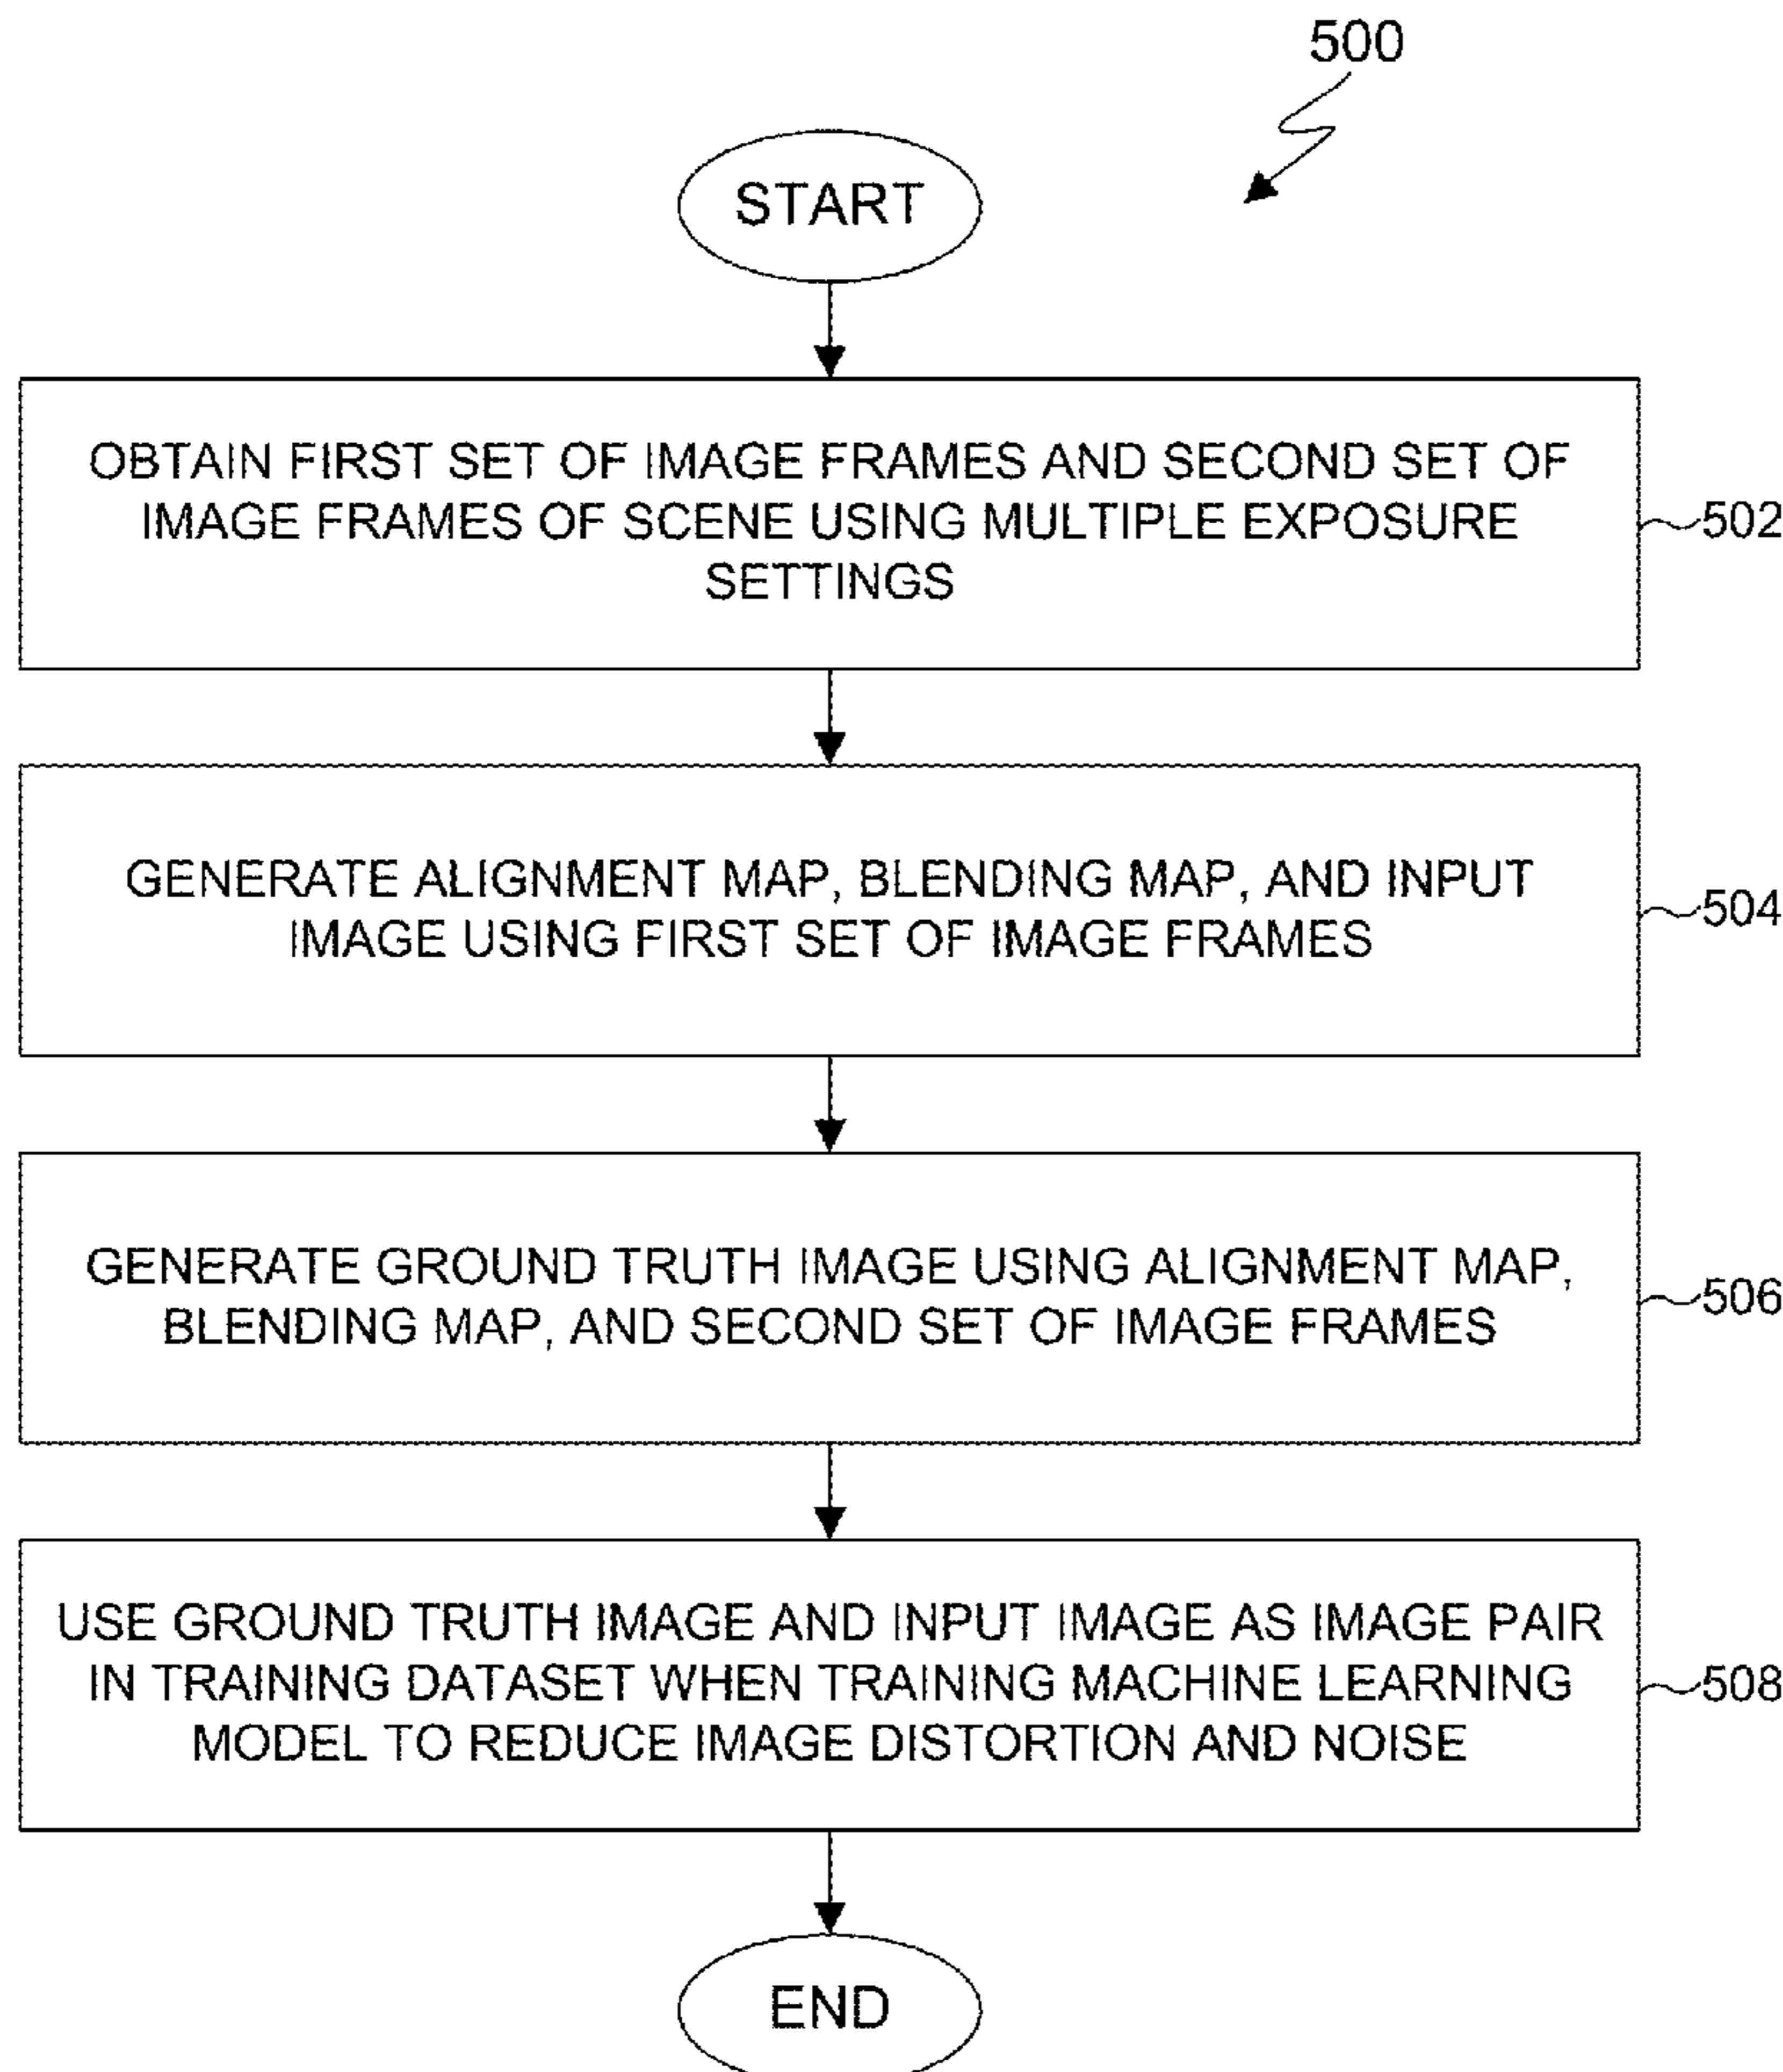 500
START
OBTAIN FIRST SET OF IMAGE FRAMES AND SECOND SET OF
IMAGE FRAMES OF SCENE USING MULTIPLE EXPOSURE
SETTINGS
502
GENERATE ALIGNMENT MAP, BLENDING MAP, AND INPUT
IMAGE USING FIRST SET OF IMAGE FRAMES
504
GENERATE GROUND TRUTH IMAGE USING ALIGNMENT MAP,
BLENDING MAP, AND SECOND SET OF IMAGE FRAMES
506
USE GROUND TRUTH IMAGE AND INPUT IMAGE AS IMAGE PAIR
IN TRAINING DATASET WHEN TRAINING MACHINE LEARNING
MODEL TO REDUCE IMAGE DISTORTION AND NOISE
508
END